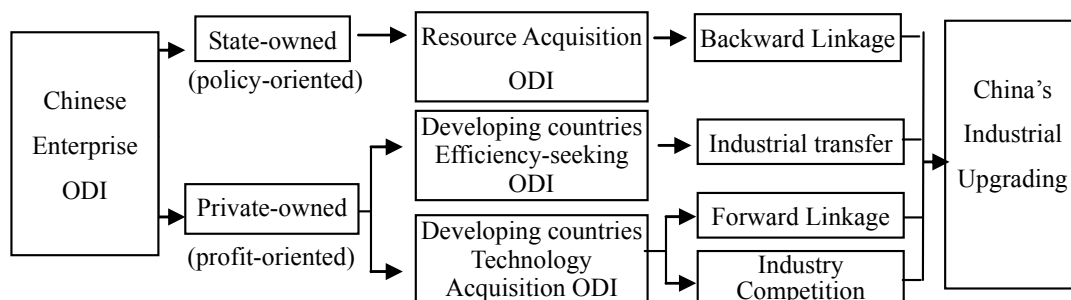 Chinese
Enterprise
ODI
State-owned
(policy-oriented)
Private-owned
(profit-oriented)
Resource Acquisition
ODI
Developing countries
Efficiency-seeking
ODI
Developing countries
Technology
Acquisition ODI
Backward Linkage
Industrial transfer
Forward Linkage
Industry
Competition
China’s
Industrial
Upgrading